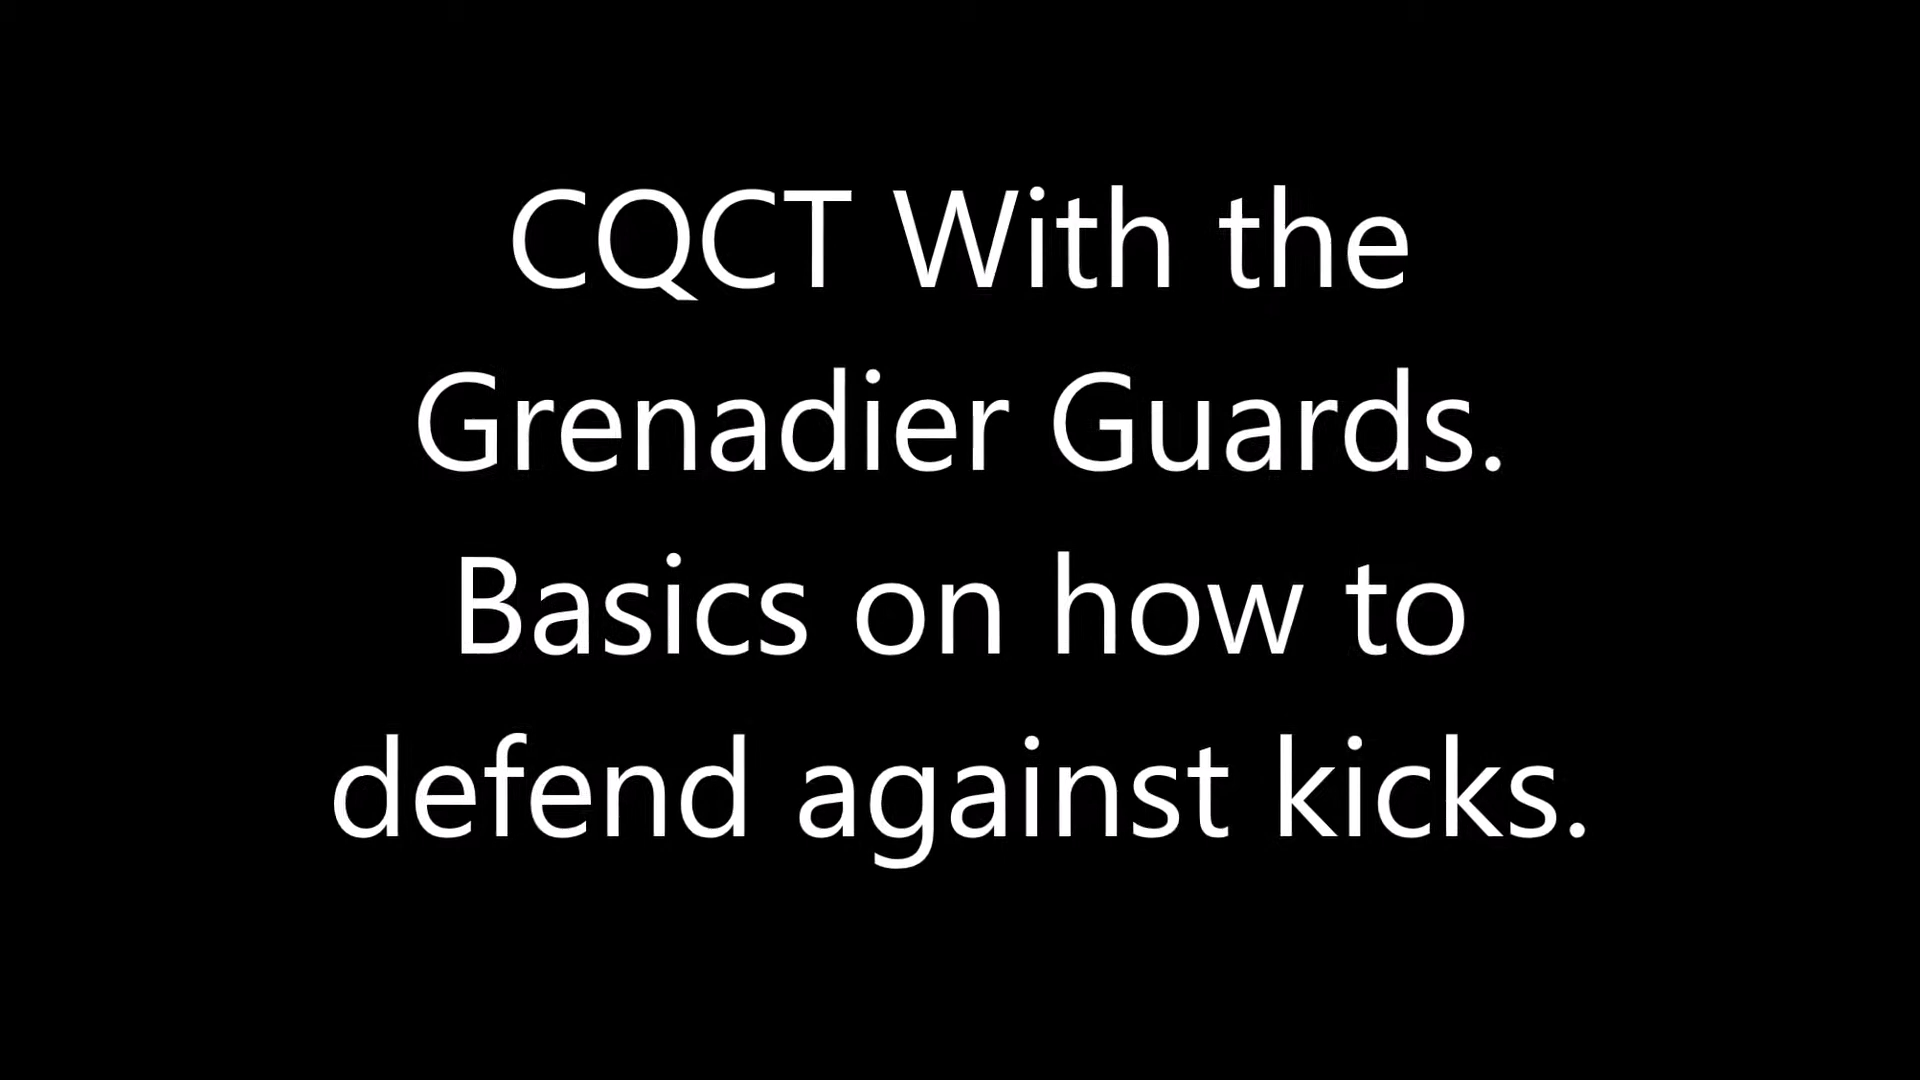 CQCT With the
Grenadier Guards.
Basics on how to
defend against kicks.